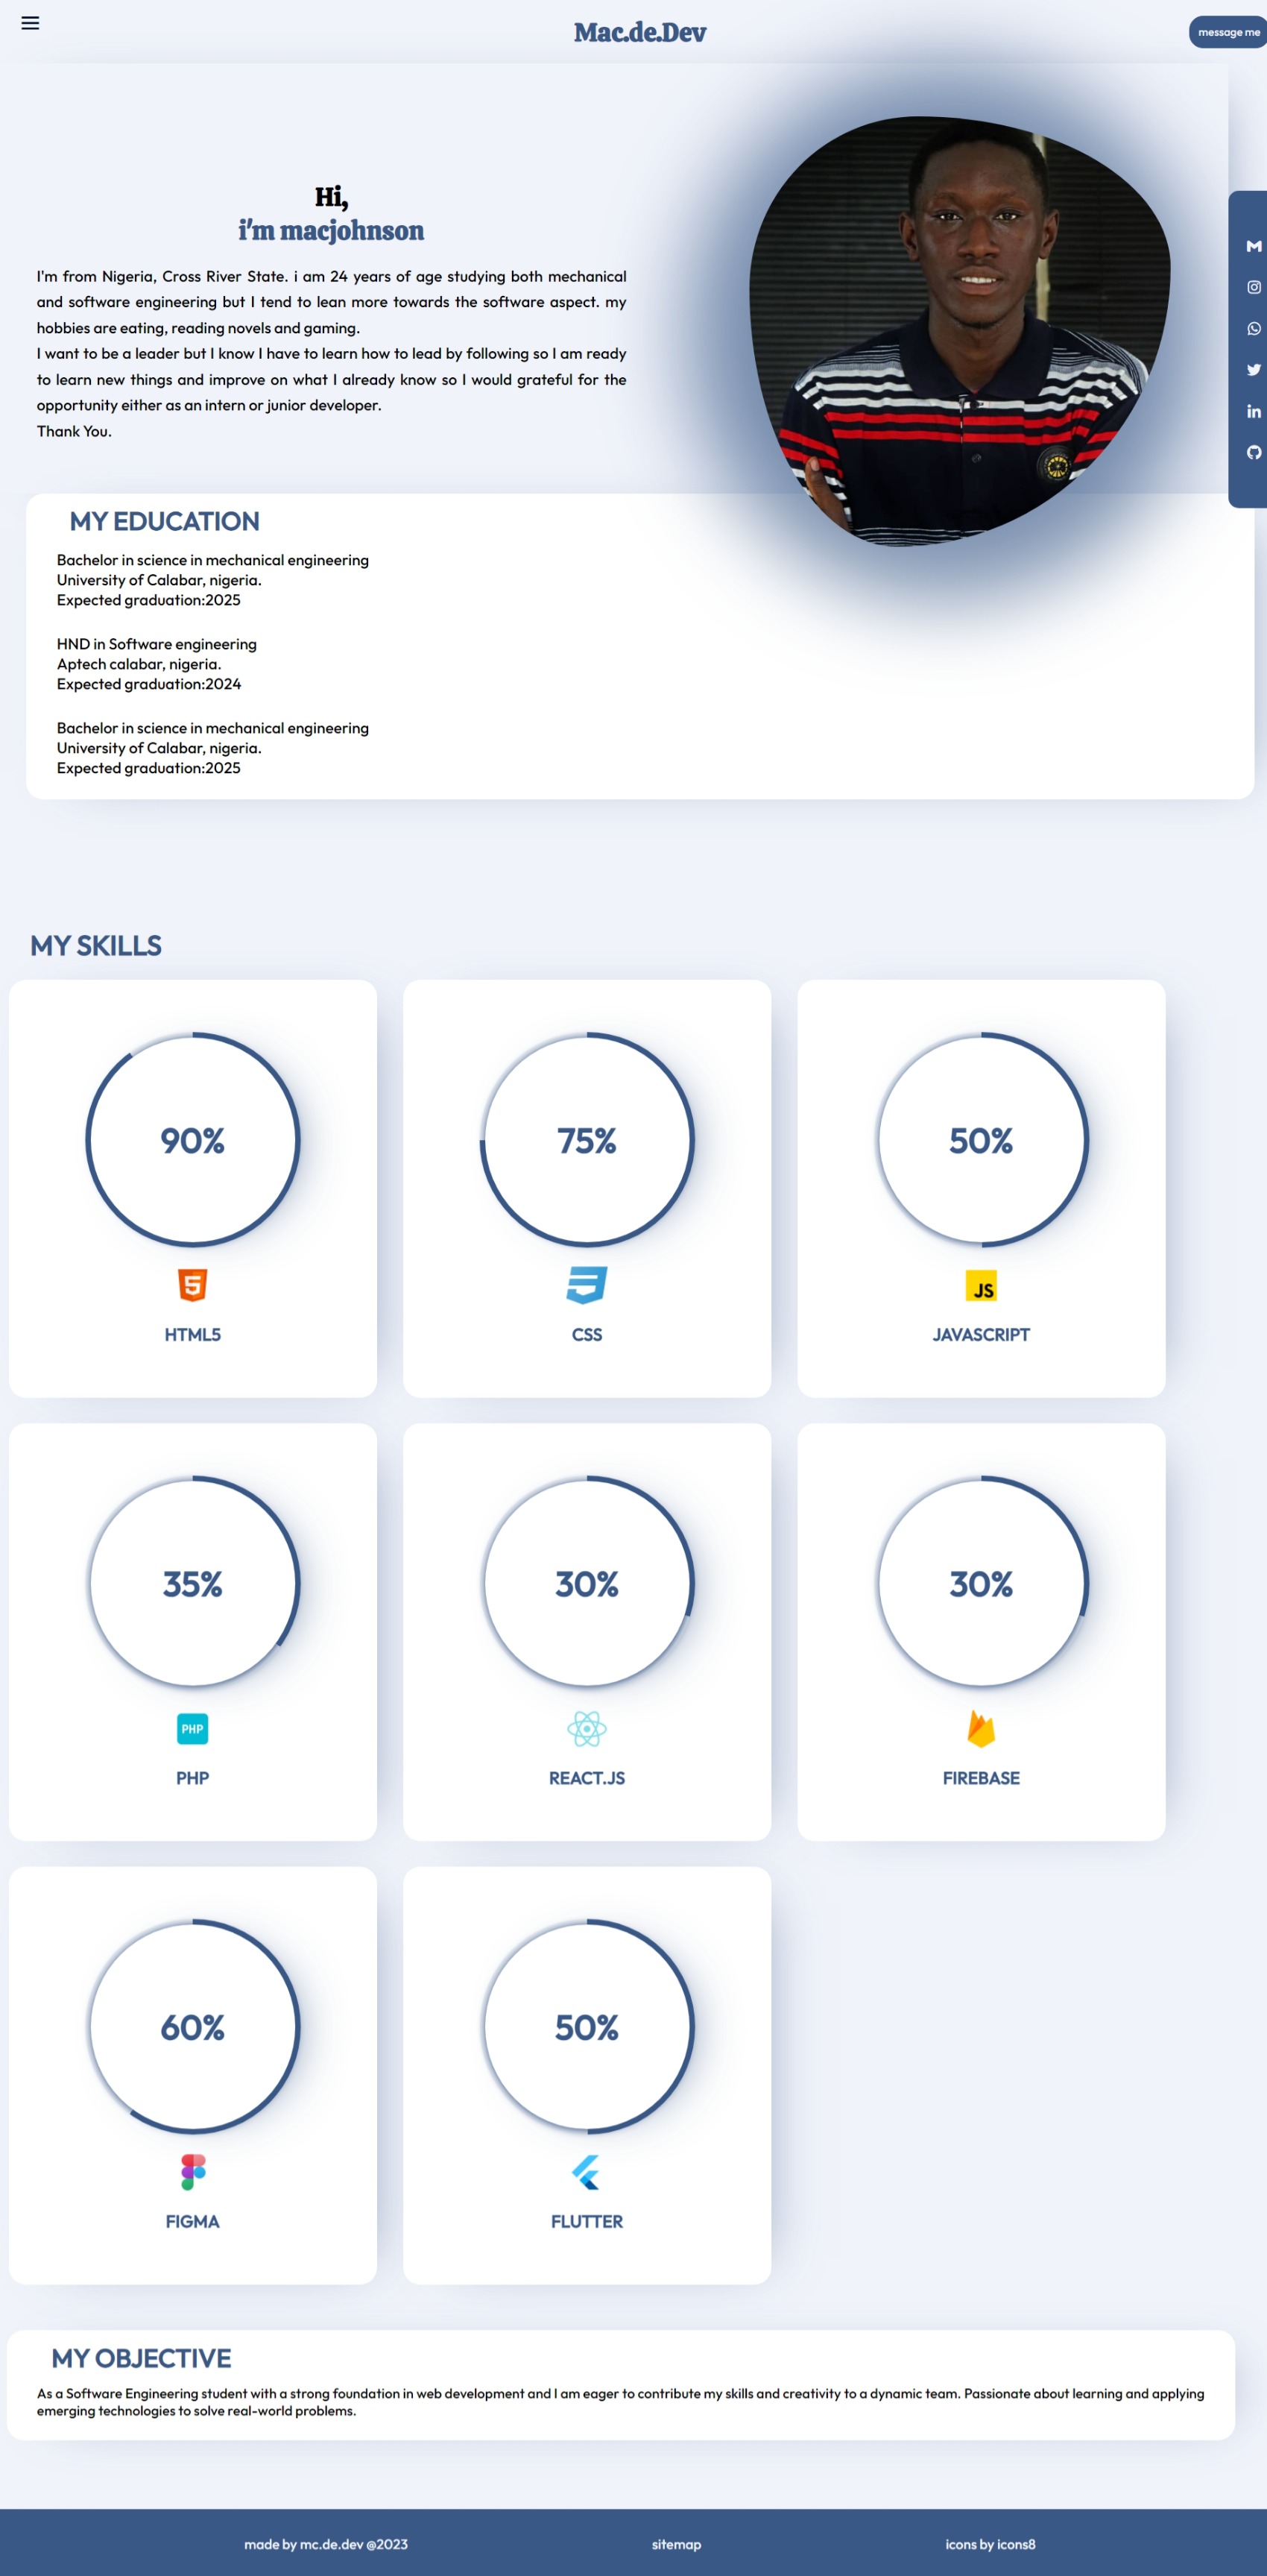 Mac.de.Dev
message me
Hi,
i'm macjohnson
I'm from Nigeria, Cross River State. i am 24 years of age studying both mechanical
and software engineering but I tend to lean more towards the software aspect. my
hobbies are eating, reading novels and gaming.
I want to be a leader but I know I have to learn how to lead by following so I am ready
to learn new things and improve on what I already know so I would grateful for the
opportunity either as an intern or junior developer.
Thank You.
MY EDUCATION
Bachelor in science in mechanical engineering
University of Calabar, nigeria.
Expected graduation:2025
HND in Software engineering
Aptech calabar, nigeria.
Expected graduation:2024
Bachelor in science in mechanical engineering
University of Calabar, nigeria.
Expected graduation:2025
MY SKILLS
90%
75%
50%
5
JS
HTML5
CSS
JAVASCRIPT
35%
30%
30%
PHP
PHP
REACT.JS
FIREBASE
60%
50%
FIGMA
FLUTTER
MY OBJECTIVE
As a Software Engineering student with a strong foundation in web development and I am eager to contribute my skills and creativity to a dynamic team. Passionate about learning and applying
emerging technologies to solve real-world problems.
made by mc.de.dev @2023
sitemap
icons by icons8